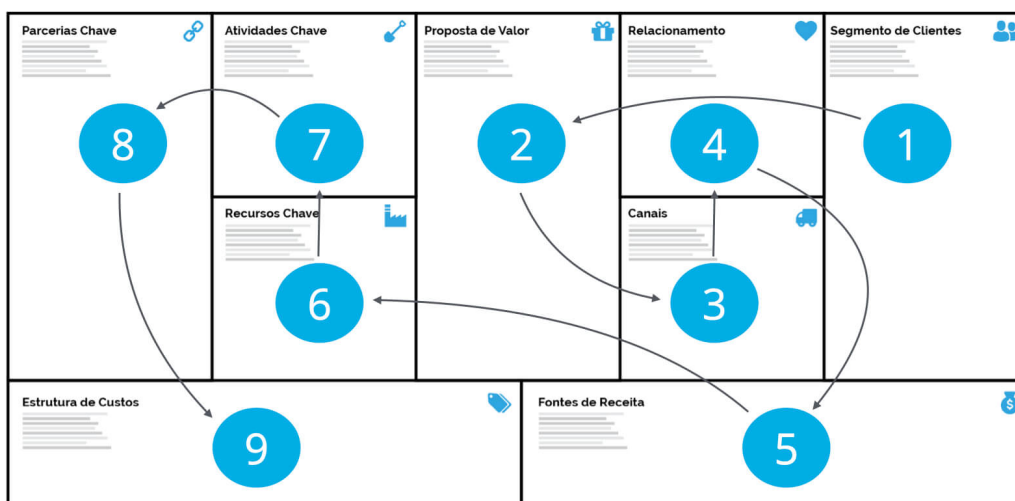 Parcerias Chave
Atividades Chave
Proposta de Valor
Relacionamento
Segmento de Clientes
8
7
2
4
1
Recursos Chave
Canais
6
3
Estrutura de Custos
Fontes de Receita
$
9
5